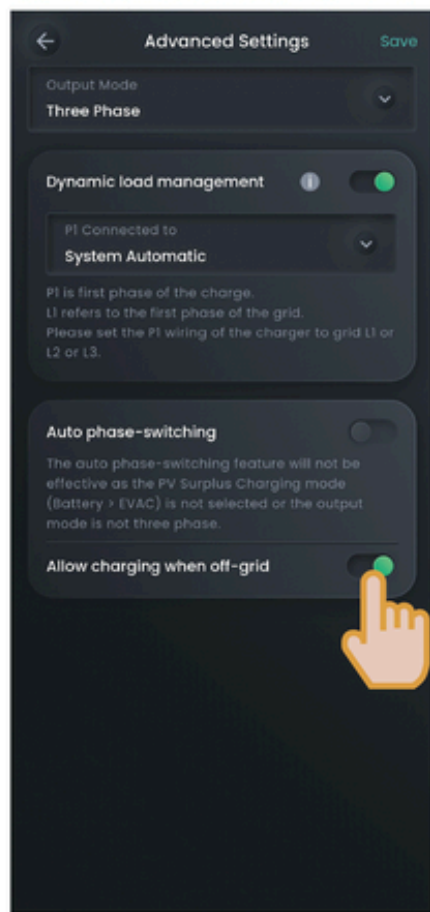 Advanced Settings Save
Output Mode
Three Phase
Dynamic load management i
P1 Connected to
System Automatic
P1 is first phase of the charge.
L1 refers to the first phase of the grid.
Please set the P1 wiring of the charger to grid L1 or
L2 or L3.
Auto phase-switching
The auto phase-switching feature will not be
effective as the PV Surplus Charging mode
(Battery > EVAC) is not selected or the output
mode is not three phase.
Allow charging when off-grid